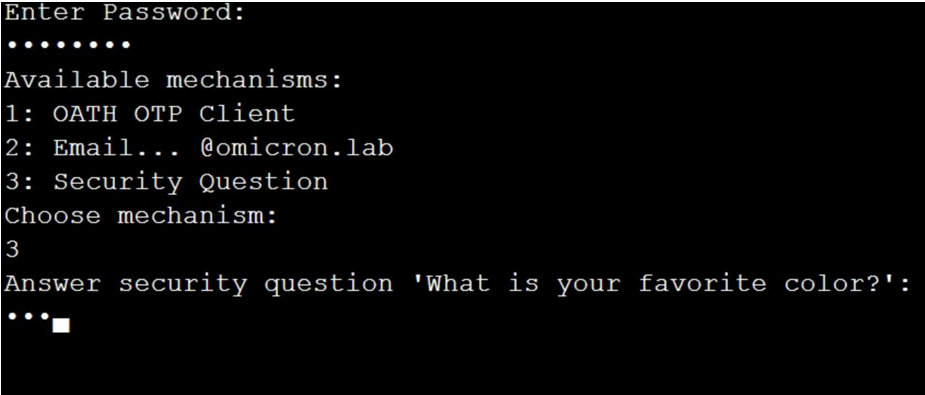 Enter Password:
••••••••
Available mechanisms:
1: OATH OTP Client
2: Email... @omicron.lab
3: Security Question
Choose mechanism:
3
Answer security question 'What is your favorite color?':
•••